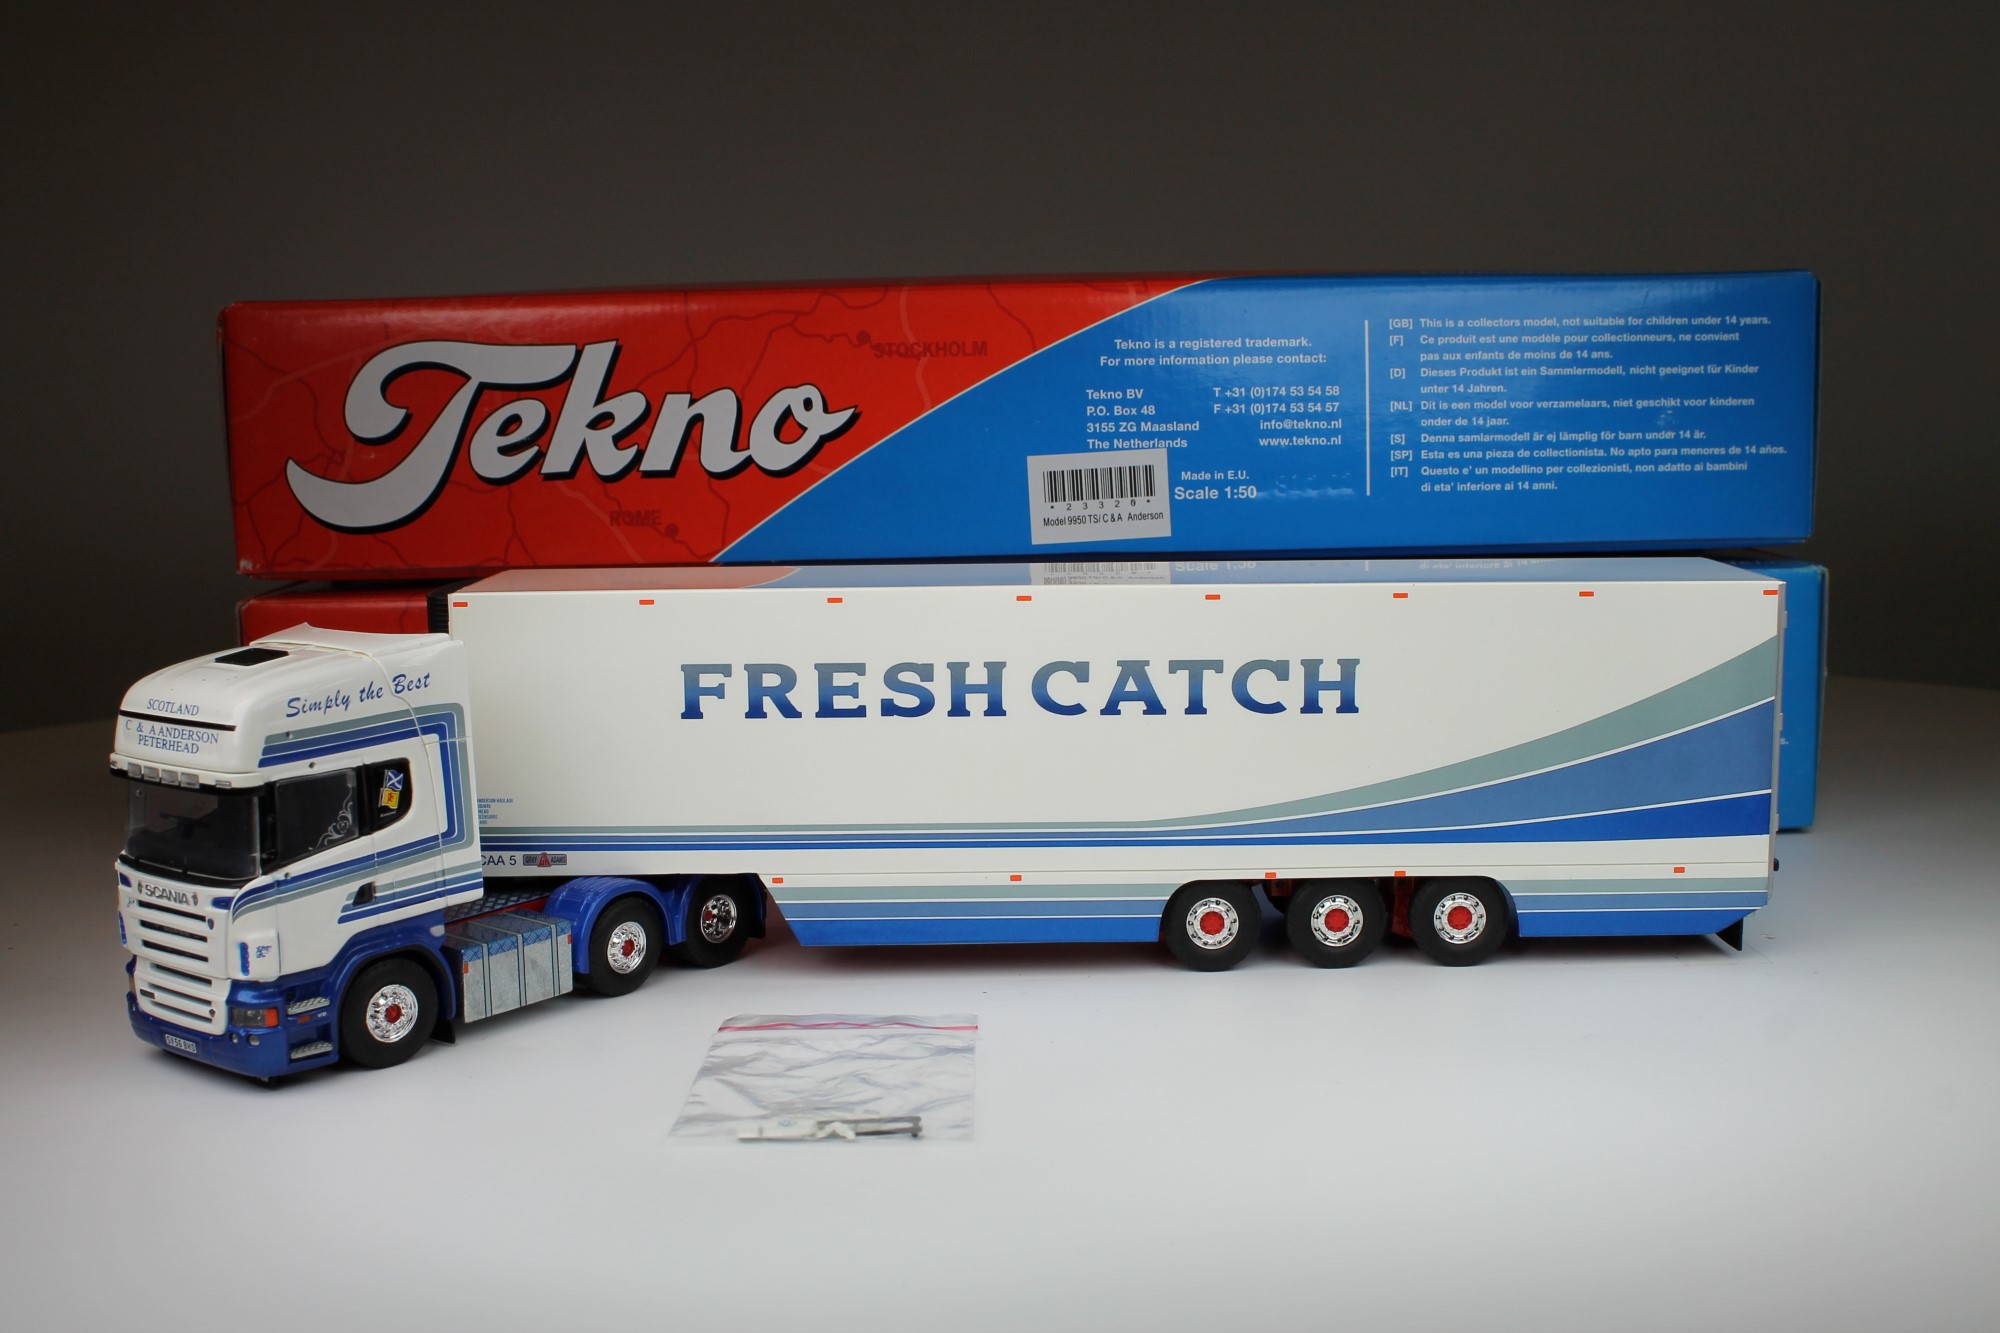 Tekno
STOCKHOLM
ROME
Tekno is a registered trademark.
For more information please contact:
Tekno BV
P.O. Box 48
3155 ZG Maasland
The Netherlands
T +31 (0)174 53 54 58
F +31 (0)174 53 54 57
info@tekno.nl
www.tekno.nl
Made in E.U.
Scale 1:50
*23320*
Model 9950 TS/ C & A Anderson
[GB] This is a collectors model, not suitable for children under 14 years.
[F] Ce produit est une modèle pour collectionneurs, ne convient
pas aux enfants de moins de 14 ans.
[D] Dieses Produkt ist ein Sammlermodell, nicht geeignet für Kinder
unter 14 Jahren.
[NL] Dit is een model voor verzamelaars, niet geschikt voor kinderen
onder de 14 jaar.
[S] Denna samlarmodell är ej lämplig för barn under 14 år.
[SP] Esta es una pieza de collectionista. No apto para menores de 14 años.
[IT] Questo e' un modellino per collezionisti, non adatto ai bambini
di eta' inferiore ai 14 anni.
FRESH CATCH
Simply the Best
SCOTLAND
C & A ANDERSON
PETERHEAD
SCANIA
CAA 5
GRAY ADAMS